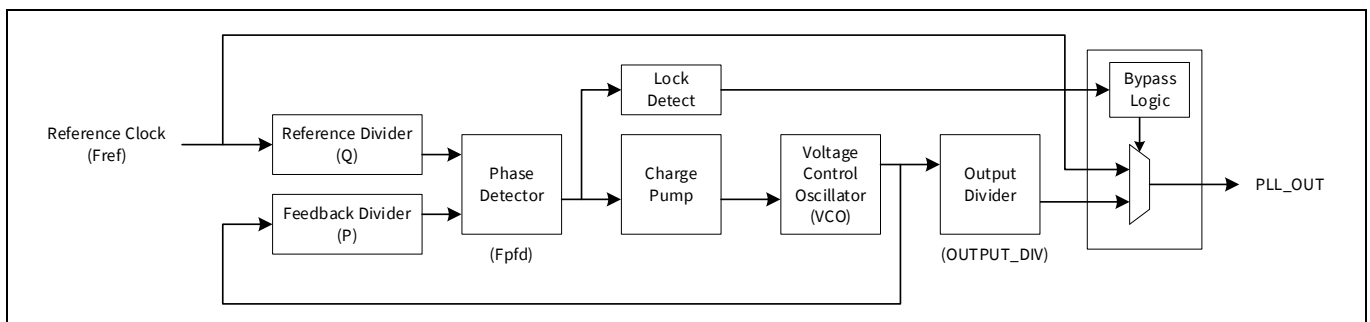 Reference Clock
(Fref)
Reference Divider
(Q)
Feedback Divider
(P)
Phase
Detector
(Fpfd)
Lock
Detect
Charge
Pump
Voltage
Control
Oscillator
(VCO)
Output
Divider
(OUTPUT_DIV)
Bypass
Logic
PLL_OUT